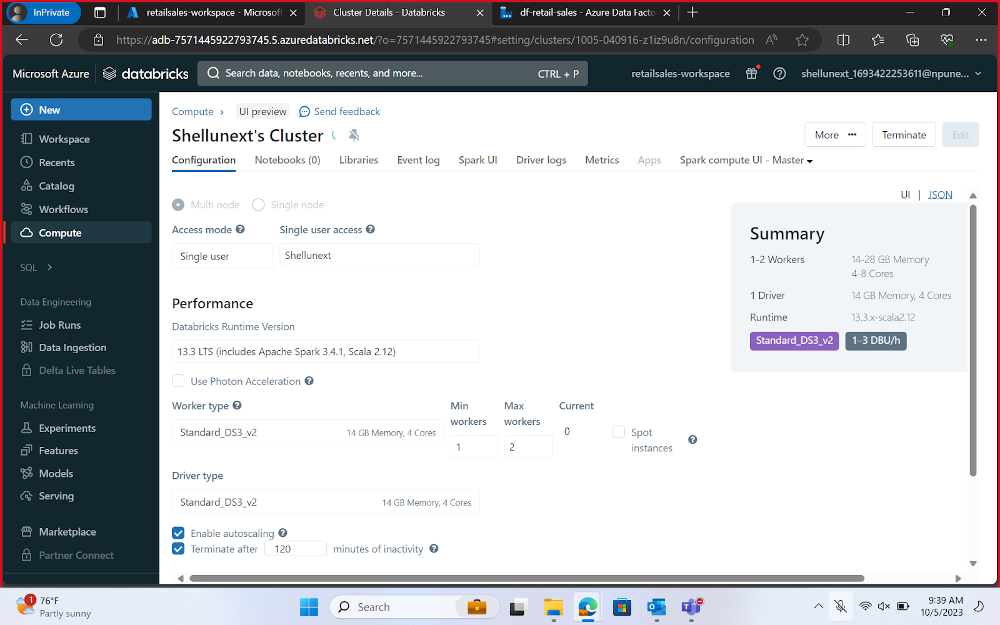 InPrivate
retailsales-workspace - Microsoft
Cluster Details - Databricks
df-retail-sales - Azure Data Facto
https://adb-7571445922793745.5.azuredatabricks.net/?o=7571445922793745#setting/clusters/1005-040916-z1iz9u8n/configuration
Microsoft Azure
databricks
Search data, notebooks, recents, and more...
CTRL + P
retailsales-workspace
shellunext_1693422253611@npune...
New
Workspace
Recents
Catalog
Workflows
Compute
SQL
Data Engineering
Job Runs
Data Ingestion
Delta Live Tables
Machine Learning
Experiments
Features
Models
Serving
Marketplace
Partner Connect
Compute
UI preview
Send feedback
Shellunext's Cluster
More
Terminate
Edit
Configuration
Notebooks (0)
Libraries
Event log
Spark UI
Driver logs
Metrics
Apps
Spark compute UI - Master
UI | JSON
Multi node
Single node
Access mode
Single user access
Single user
Shellunext
Performance
Databricks Runtime Version
13.3 LTS (includes Apache Spark 3.4.1, Scala 2.12)
Use Photon Acceleration
Worker type
Min workers
Max workers
Current
Standard_DS3_v2
14 GB Memory, 4 Cores
1
2
0
Spot instances
Driver type
Standard_DS3_v2
14 GB Memory, 4 Cores
Enable autoscaling
Terminate after 120 minutes of inactivity
Summary
1-2 Workers
14-28 GB Memory
4-8 Cores
1 Driver
14 GB Memory, 4 Cores
Runtime
13.3.x-scala2.12
Standard_DS3_v2
1–3 DBU/h
1
76°F
Partly sunny
Search
9:39 AM
10/5/2023